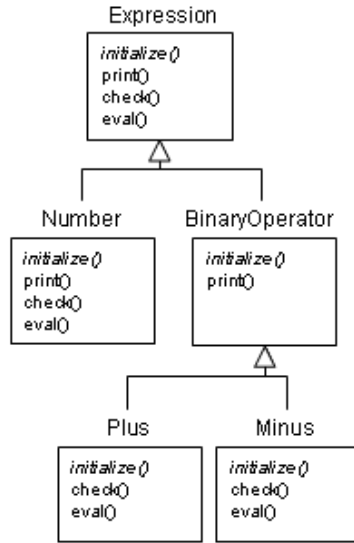 Expression
initialize()
print()
check()
eval()
Number
initialize()
print()
check()
eval()
BinaryOperator
initialize()
print()
Plus
initialize()
check()
eval()
Minus
initialize()
check()
eval()